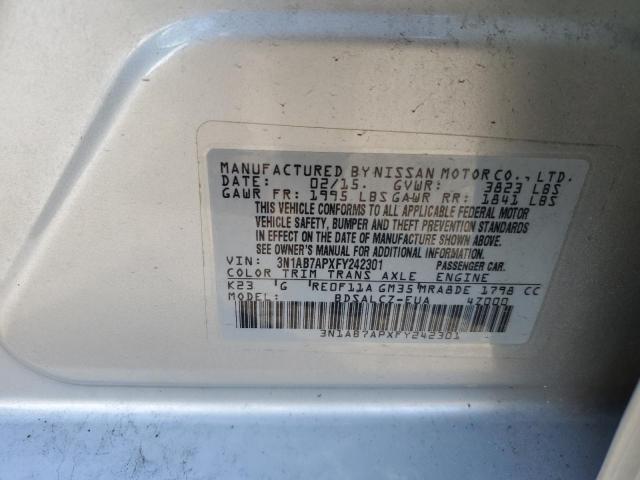 MANUFACTURED BY NISSAN MOTOR CO., LTD.
DATE: 02/15. GVWR: 3823 LBS
GAWR FR: 1995 LBS GAWR RR: 1841 LBS
THIS VEHICLE CONFORMS TO ALL APPLICABLE FEDERAL MOTOR
VEHICLE SAFETY, BUMPER AND THEFT PREVENTION STANDARDS
IN EFFECT ON THE DATE OF MANUFACTURE SHOWN ABOVE.
SEE OWNER'S MANUAL FOR ADDITIONAL INFORMATION.
VIN: 3N1AB7APXFY242301 PASSENGER CAR.
COLOR TRIM TRANS AXLE ENGINE
K23 G RE0F11A GM35 MRA8DE 1798 CC
MODEL: BDSALCZ-EUA 4Z000
3N1AB7APXFY242301